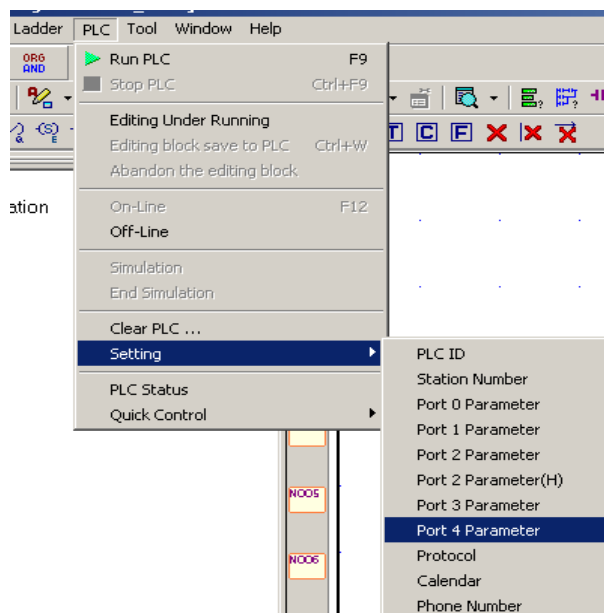 Ladder PLC Tool Window Help
ORG
AND
Run PLC F9
Stop PLC Ctrl+F9
Editing Under Running
Editing block save to PLC Ctrl+W
Abandon the editing block
ation
On-Line F12
Off-Line
Simulation
End Simulation
Clear PLC ...
Setting
PLC Status
Quick Control
PLC ID
Station Number
Port 0 Parameter
Port 1 Parameter
Port 2 Parameter
Port 2 Parameter(H)
Port 3 Parameter
Port 4 Parameter
Protocol
Calendar
Phone Number
N005
N006
T C F